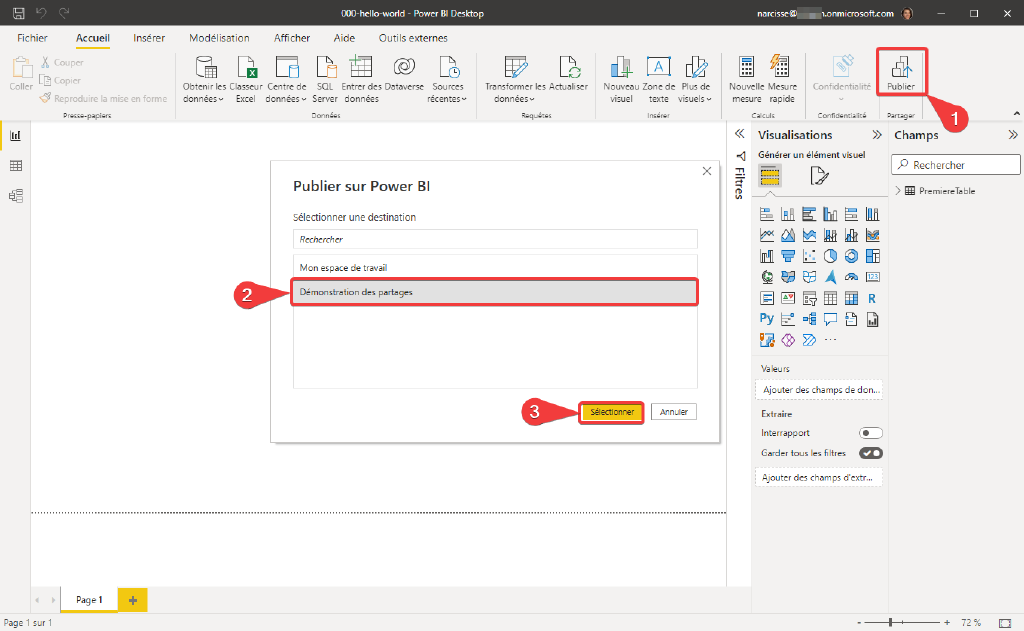 000-hello-world - Power BI Desktop
narcisse@ .onmicrosoft.com
Fichier Accueil Insérer Modélisation Afficher Aide Outils externes
Coller
Couper
Copier
Reproduire la mise en forme
Presse-papiers
Obtenir les données
Classeur Excel
Centre de données
SQL Server
Entrer des données
Dataverse
Sources récentes
Données
Transformer les données
Actualiser
Requêtes
Nouveau visuel
Zone de texte
Plus de visuels
Insérer
Nouvelle mesure
Mesure rapide
Calculs
Confidentialité
Confidentialité
Publier
Partager
1
Publier sur Power BI
Sélectionner une destination
Rechercher
Mon espace de travail
2
Démonstration des partages
3
Sélectionner
Annuler
Filtres
Visualisations
Générer un élément visuel
123
R
Py
Valeurs
Ajouter des champs de don...
Extraire
Interrapport
Garder tous les filtres
Ajouter des champs d'extr...
Champs
Rechercher
PremiereTable
Page 1
Page 1 sur 1
- + 72 %